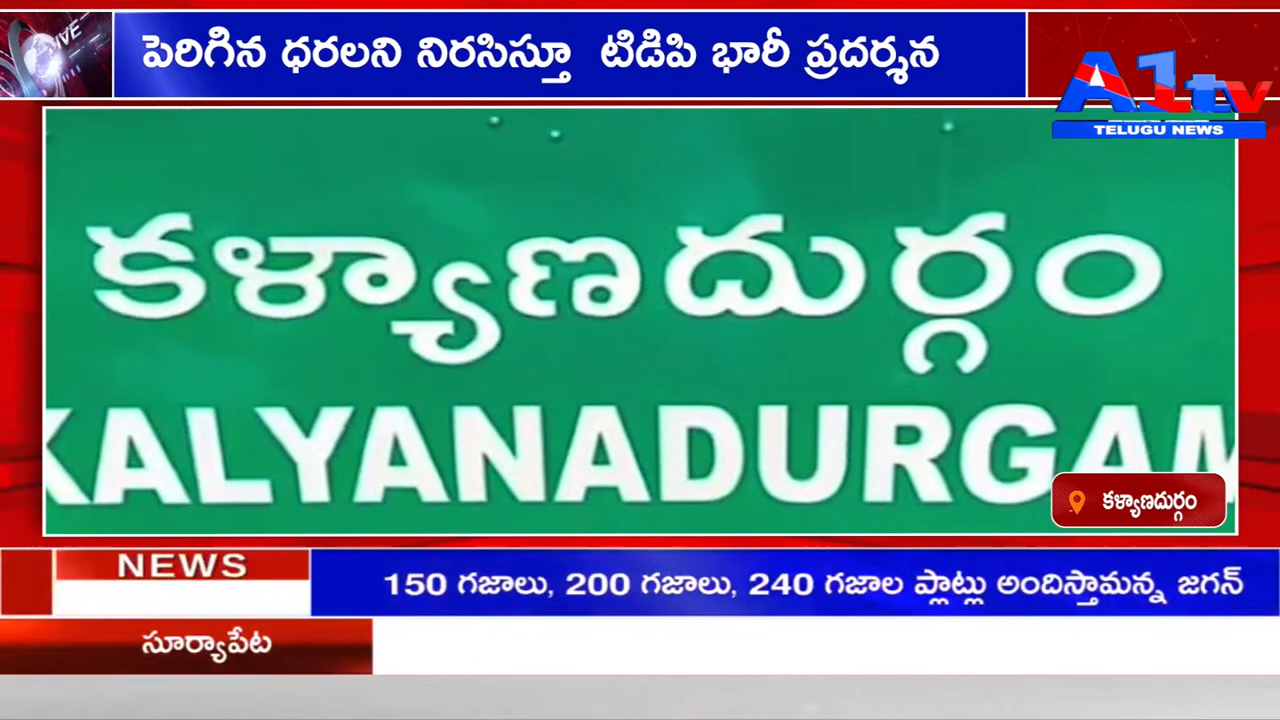 పెరిగిన ధరలని నిరసిస్తూ టిడిపి భారీ ప్రదర్శన
A1tv
TELUGU NEWS
కళ్యాణదుర్గం
KALYANADURGAM
కళ్యాణదుర్గం
NEWS
150 గజాలు, 200 గజాలు, 240 గజాల ప్లాట్లు అందిస్తామన్న జగన్
సూర్యాపేట